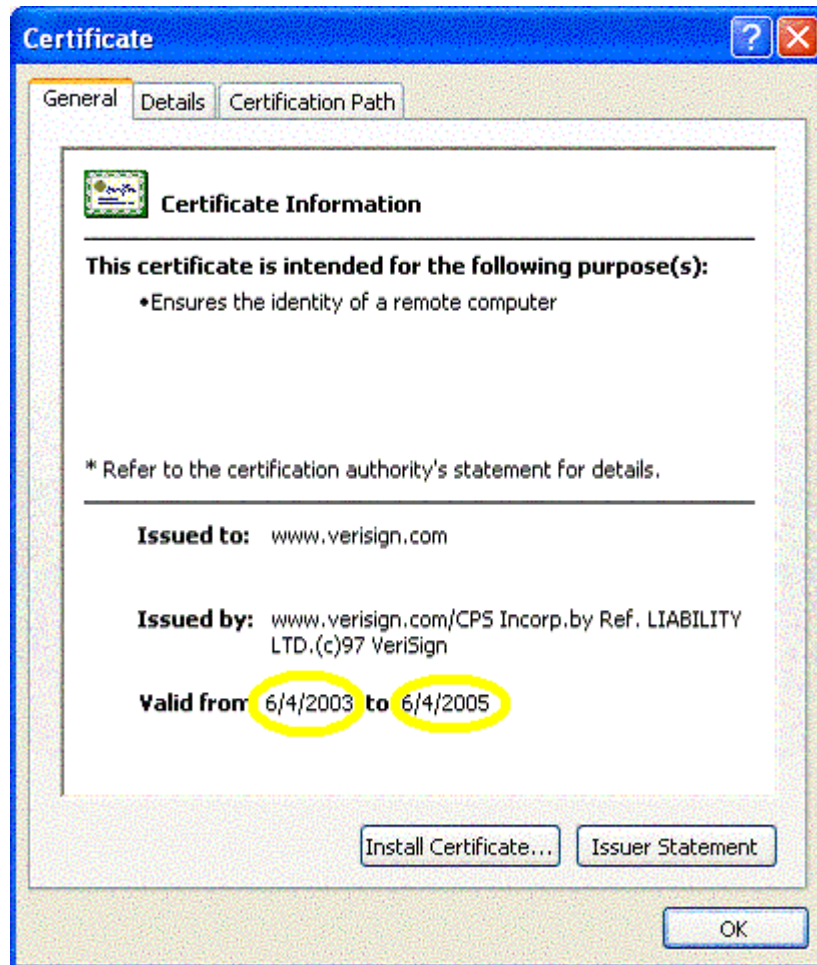 Certificate
General Details Certification Path
Certificate Information
This certificate is intended for the following purpose(s):
•Ensures the identity of a remote computer
* Refer to the certification authority's statement for details.
Issued to: www.verisign.com
Issued by: www.verisign.com/CPS Incorp.by Ref. LIABILITY
LTD.(c)97 VeriSign
Valid from 6/4/2003 to 6/4/2005
Install Certificate... Issuer Statement
OK